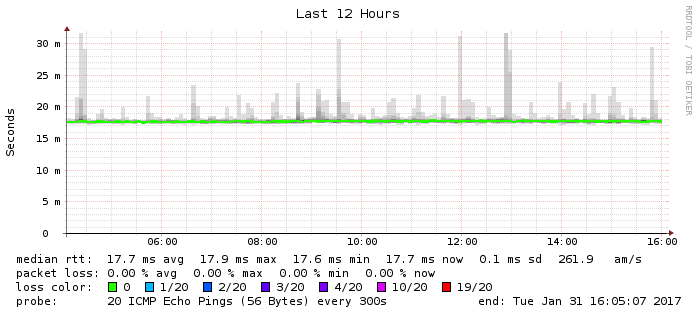 Last 12 Hours
RRDTOOL / TOBI OETIKER
Seconds
30 m
25 m
20 m
15 m
10 m
5 m
0
06:00 08:00 10:00 12:00 14:00 16:00
median rtt: 17.7 ms avg 17.9 ms max 17.6 ms min 17.7 ms now 0.1 ms sd 261.9 am/s
packet loss: 0.00 % avg 0.00 % max 0.00 % min 0.00 % now
loss color: 0 1/20 2/20 3/20 4/20 10/20 19/20
probe: 20 ICMP Echo Pings (56 Bytes) every 300s end: Tue Jan 31 16:05:07 2017